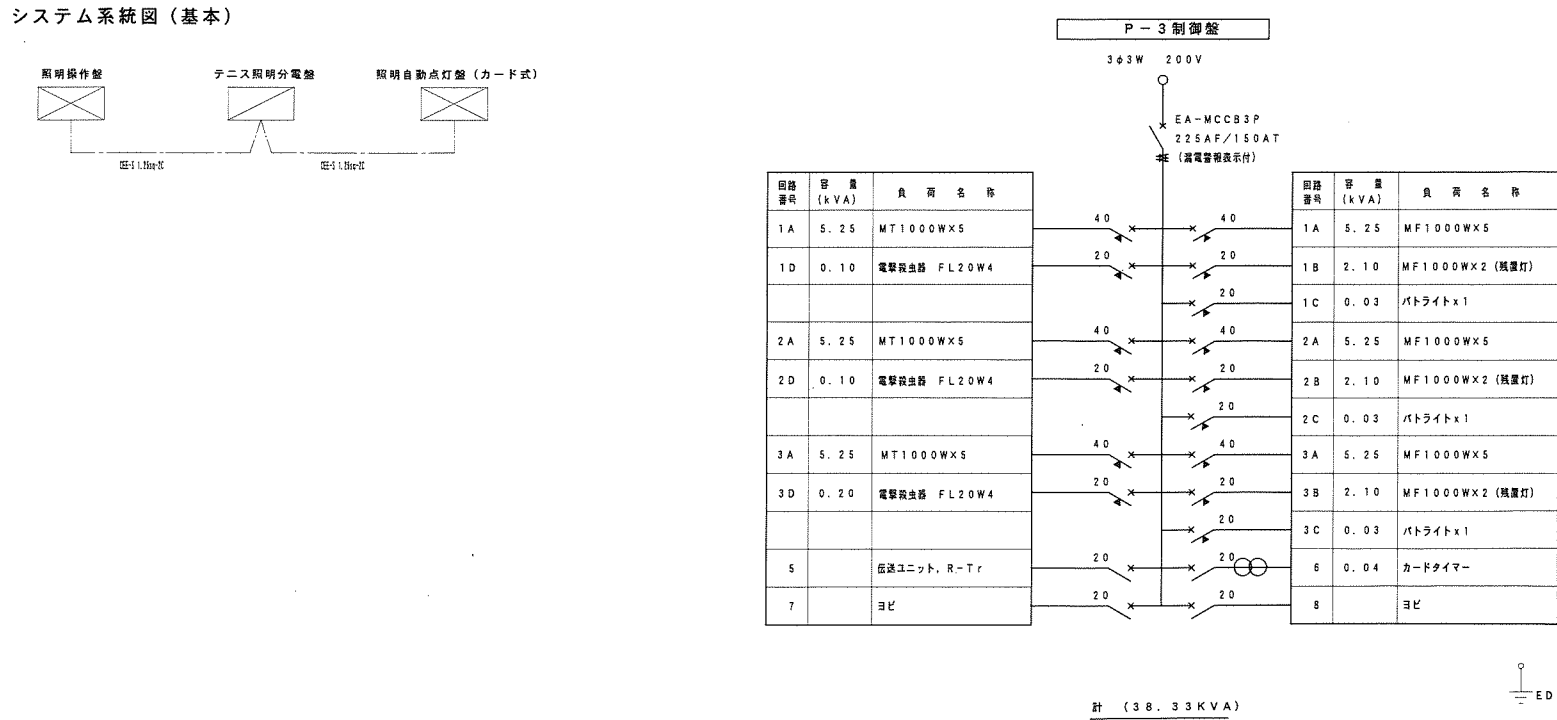 システム系統図（基本）
照明操作盤
テニス照明分電盤
照明自動点灯盤（カード式）
CEE-S 1.25sq-2C
CEE-S 1.25sq-2C
P－3制御盤
3φ3W 200V
EA-MCCB3P
225AF/150AT
（漏電警報表示付）
回路番号 容量(kVA) 負荷名称
1A 5.25 MT1000W×5 40
1D 0.10 電撃殺虫器 FL20W4 20
2A 5.25 MT1000W×5 40
2D 0.10 電撃殺虫器 FL20W4 20
3A 5.25 MT1000W×5 40
3D 0.20 電撃殺虫器 FL20W4 20
5 伝送ユニット，R-Tr 20
7 ヨビ 20
回路番号 容量(kVA) 負荷名称
40 1A 5.25 MF1000W×5
20 1B 2.10 MF1000W×2（残置灯）
20 1C 0.03 パトライト×1
40 2A 5.25 MF1000W×5
20 2B 2.10 MF1000W×2（残置灯）
20 2C 0.03 パトライト×1
40 3A 5.25 MF1000W×5
20 3B 2.10 MF1000W×2（残置灯）
20 3C 0.03 パトライト×1
20 6 0.04 カードタイマー
20 8 ヨビ
計（38.33KVA）
ED